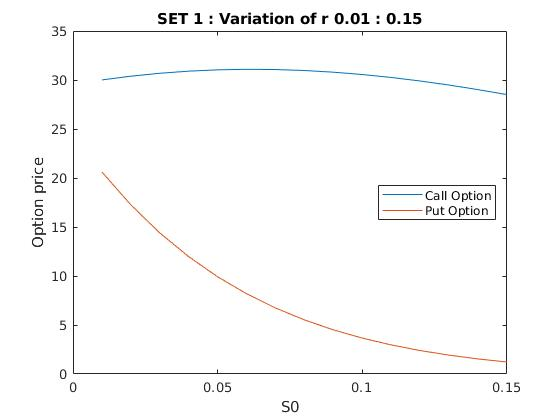 SET 1 : Variation of r 0.01 : 0.15
35
30
25
20
15
10
5
0
Option price
Call Option
Put Option
0
0.05
0.1
0.15
S0